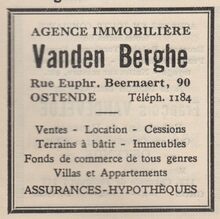 AGENCE IMMOBILIÈRE
Vanden Berghe
Rue Euphr. Beernaert, 90
OSTENDE Téléph. 1184
Ventes - Location - Cessions
Terrains à bâtir - Immeubles
Fonds de commerce de tous genres
Villas et Appartements
ASSURANCES-HYPOTHÈQUES